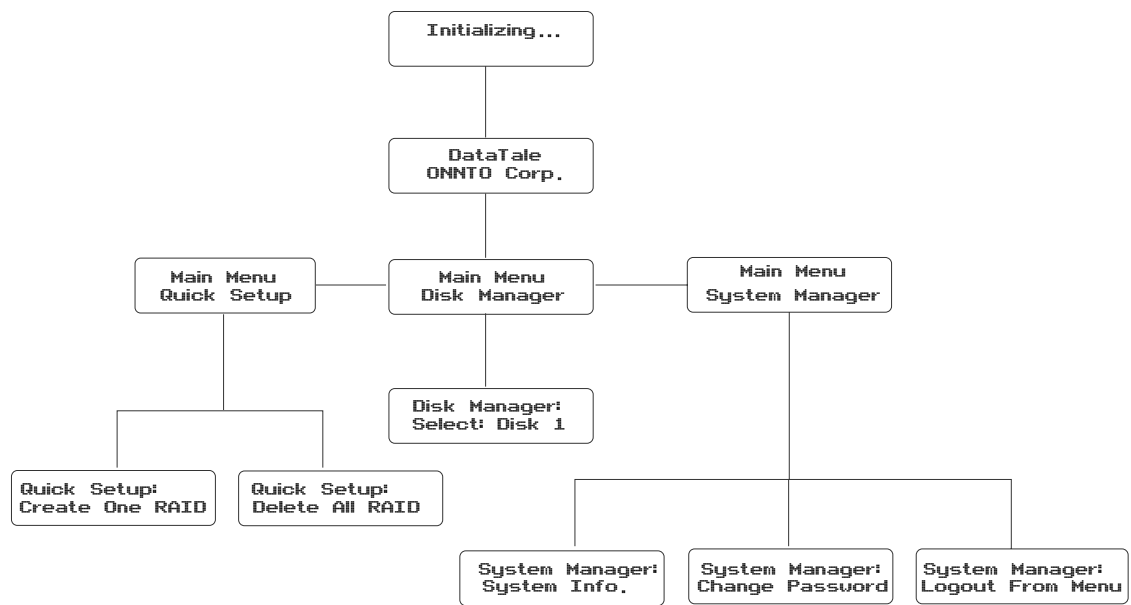 Initializing...
DataTale
ONNTO Corp.
Main Menu
Quick Setup
Main Menu
Disk Manager
Main Menu
System Manager
Disk Manager:
Select: Disk 1
Quick Setup:
Create One RAID
Quick Setup:
Delete All RAID
System Manager:
System Info.
System Manager:
Change Password
System Manager:
Logout From Menu